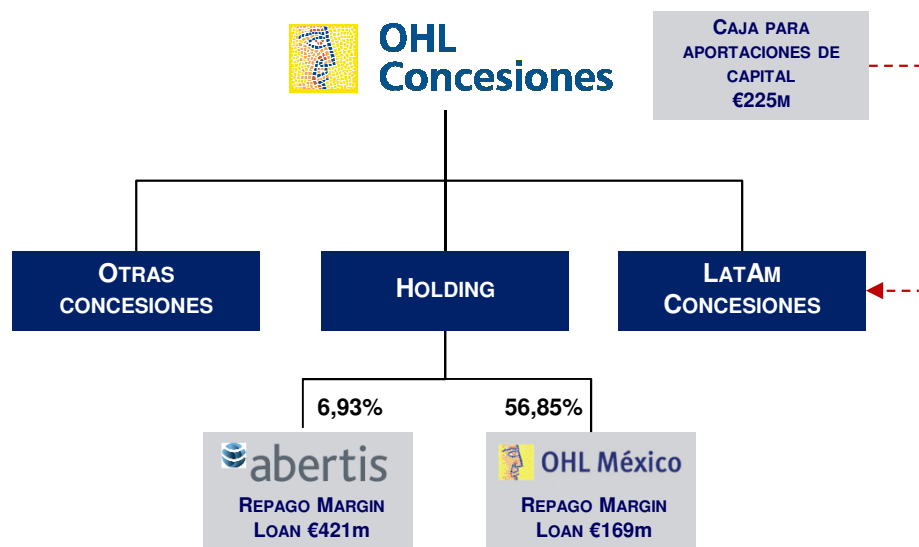 OHL
Concesiones
CAJA PARA
APORTACIONES DE
CAPITAL
€225M
OTRAS
CONCESIONES
HOLDING
LATAM
CONCESIONES
6,93%
56,85%
abertis
REPAGO MARGIN
LOAN €421m
OHL México
REPAGO MARGIN
LOAN €169m